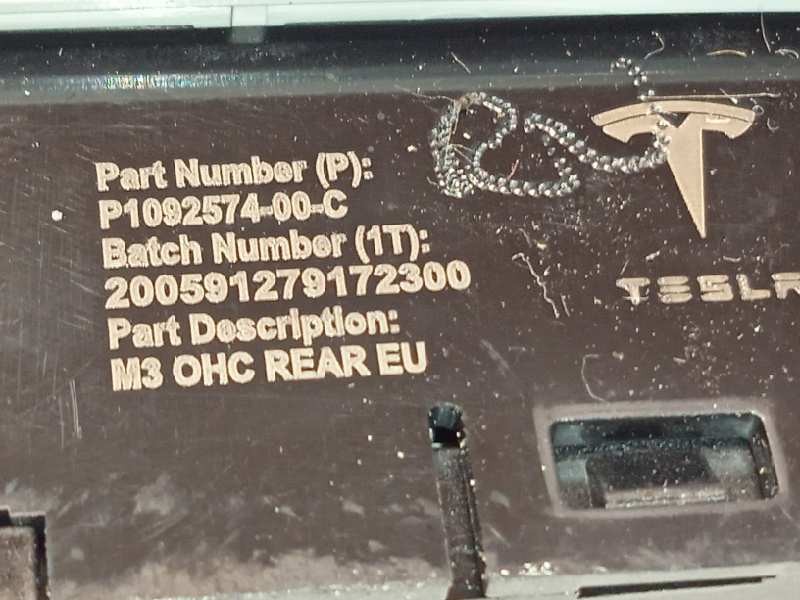 Part Number (P):
P1092574-00-C
Batch Number (1T):
200591279172300
Part Description:
M3 OHC REAR EU
TESLA